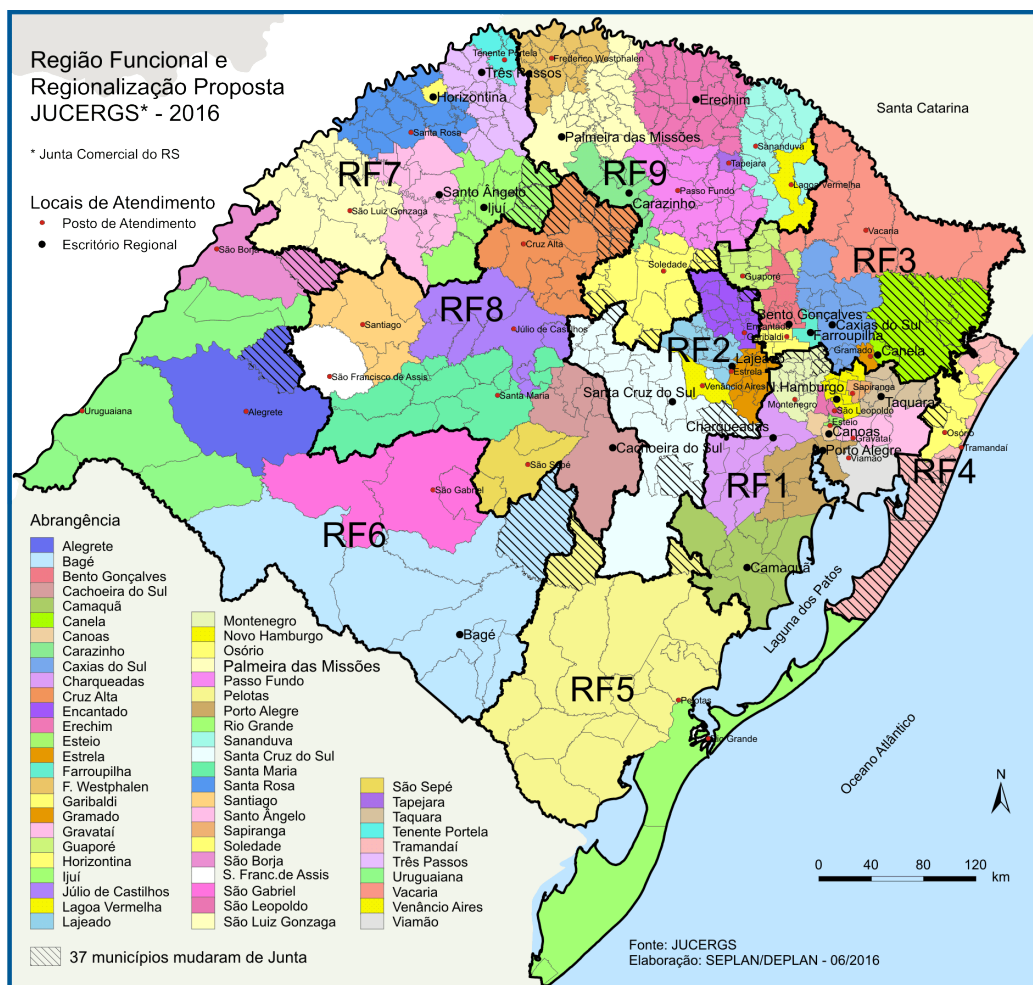 Região Funcional e
Regionalização Proposta
JUCERGS* - 2016
* Junta Comercial do RS
Locais de Atendimento
Posto de Atendimento
Escritório Regional
Santa Catarina
Tenente Portela
Três Passos
Frederico Westphalen
Horizontina
Erechim
Santa Rosa
Palmeira das Missões
Sananduva
Tapejara
RF7
RF9
Santo Ângelo
Ijuí
Passo Fundo
Lagoa Vermelha
Carazinho
São Luiz Gonzaga
Vacaria
São Borja
Cruz Alta
RF3
Soledade
Guaporé
RF8
Santiago
Júlio de Castilhos
Bento Gonçalves
Encantado
Caxias do Sul
Garibaldi
Farroupilha
RF2
Lajeado
Gramado
Canela
São Francisco de Assis
Estrela
Santa Maria
Santa Cruz do Sul
Venâncio Aires
N.Hamburgo
Sapiranga
Taquara
Montenegro
São Leopoldo
Uruguaiana
Alegrete
Esteio
Charqueadas
Canoas
Gravataí
Osório
Cachoeira do Sul
Porto Alegre
Tramandaí
Viamão
São Sepé
RF4
São Gabriel
RF1
RF6
Camaquã
Laguna dos Patos
Bagé
RF5
Pelotas
Rio Grande
Oceano Atlântico
Abrangência
Alegrete
Bagé
Bento Gonçalves
Cachoeira do Sul
Camaquã
Canela
Canoas
Carazinho
Caxias do Sul
Charqueadas
Cruz Alta
Encantado
Erechim
Esteio
Estrela
Farroupilha
F. Westphalen
Garibaldi
Gramado
Gravataí
Guaporé
Horizontina
Ijuí
Júlio de Castilhos
Lagoa Vermelha
Lajeado
Montenegro
Novo Hamburgo
Osório
Palmeira das Missões
Passo Fundo
Pelotas
Porto Alegre
Rio Grande
Sananduva
Santa Cruz do Sul
Santa Maria
Santa Rosa
Santiago
Santo Ângelo
Sapiranga
Soledade
São Borja
S. Franc.de Assis
São Gabriel
São Leopoldo
São Luiz Gonzaga
São Sepé
Tapejara
Taquara
Tenente Portela
Tramandaí
Três Passos
Uruguaiana
Vacaria
Venâncio Aires
Viamão
37 municípios mudaram de Junta
N
0 40 80 120
km
Fonte: JUCERGS
Elaboração: SEPLAN/DEPLAN - 06/2016